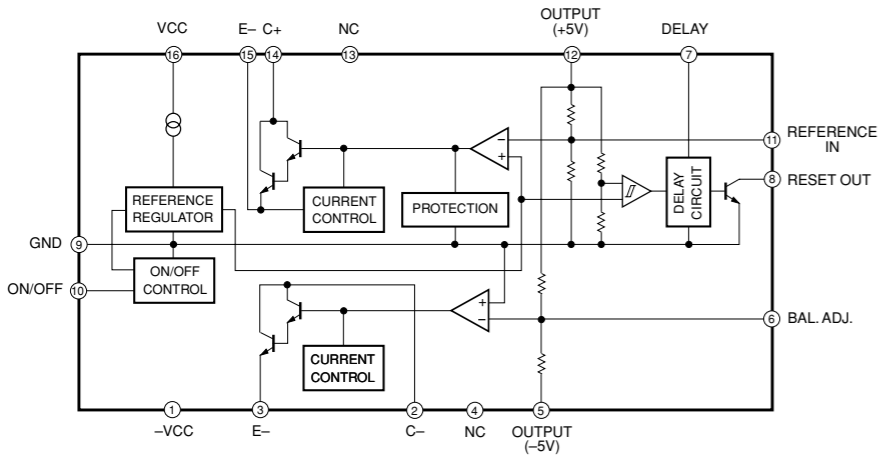 OUTPUT
VCC E– C+ NC (+5V) DELAY
16 15 14 13 12 7
REFERENCE
– 11 IN
+
8 RESET OUT
REFERENCE
REGULATOR
CURRENT
CONTROL
PROTECTION
DELAY
CIRCUIT
GND 9
ON/OFF 10
ON/OFF
CONTROL
+
– 6 BAL. ADJ.
CURRENT
CONTROL
1 3 2 4 5
–VCC E– C– NC OUTPUT
(–5V)